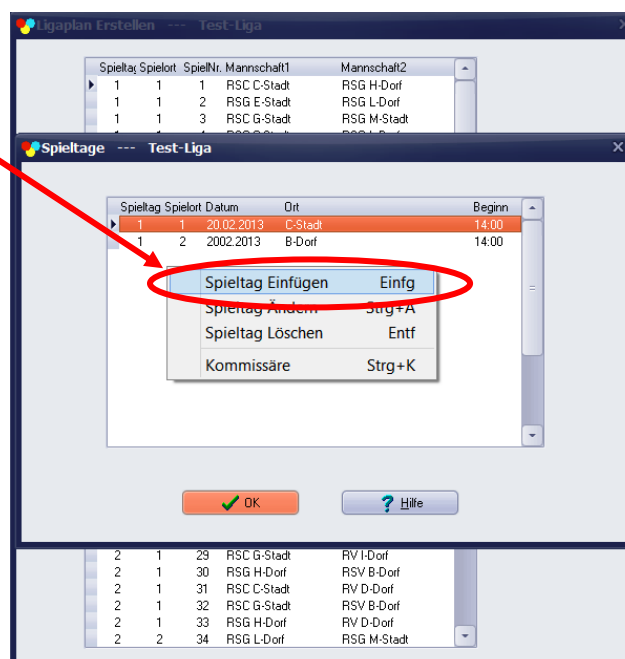 Ligaplan Erstellen --- Test-Liga
Spieltag Spielort SpielNr. Mannschaft1 Mannschaft2
1 1 1 RSC C-Stadt RSG H-Dorf
1 1 2 RSG E-Stadt RSG L-Dorf
1 1 3 RSC G-Stadt RSG M-Stadt
Spieltage --- Test-Liga
Spieltag Spielort Datum Ort Beginn
1 1 20.02.2013 C-Stadt 14:00
1 2 2002.2013 B-Dorf 14:00
Spieltag Einfügen Einfg
Spieltag Ändern Strg+A
Spieltag Löschen Entf
Kommissäre Strg+K
OK ? Hilfe
2 1 29 RSC G-Stadt RV I-Dorf
2 1 30 RSG H-Dorf RSV B-Dorf
2 1 31 RSC C-Stadt RV D-Dorf
2 1 32 RSC G-Stadt RSV B-Dorf
2 1 33 RSG H-Dorf RV D-Dorf
2 2 34 RSG L-Dorf RSG M-Stadt